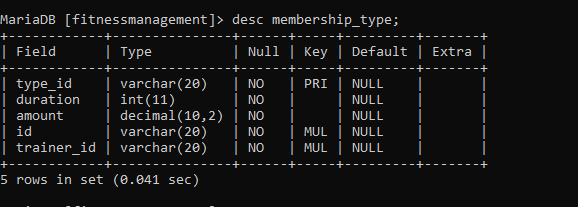 MariaDB [fitnessmanagement]> desc membership_type;
+------------+---------------+------+-----+---------+-------+
| Field      | Type          | Null | Key | Default | Extra |
+------------+---------------+------+-----+---------+-------+
| type_id    | varchar(20)   | NO   | PRI | NULL    |       |
| duration   | int(11)       | NO   |     | NULL    |       |
| amount     | decimal(10,2) | NO   |     | NULL    |       |
| id         | varchar(20)   | NO   | MUL | NULL    |       |
| trainer_id | varchar(20)   | NO   | MUL | NULL    |       |
+------------+---------------+------+-----+---------+-------+
5 rows in set (0.041 sec)